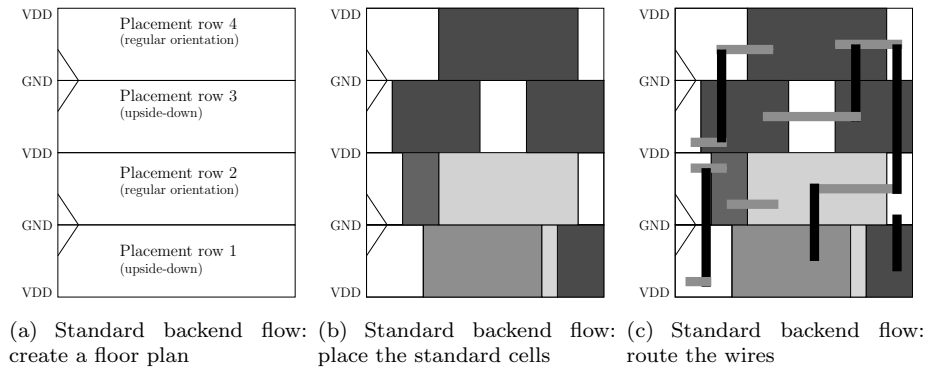 VDD
Placement row 4
(regular orientation)
GND
Placement row 3
(upside-down)
VDD
Placement row 2
(regular orientation)
GND
Placement row 1
(upside-down)
VDD
(a) Standard backend flow:
create a floor plan
VDD
GND
VDD
GND
VDD
(b) Standard backend flow:
place the standard cells
VDD
GND
VDD
GND
VDD
(c) Standard backend flow:
route the wires